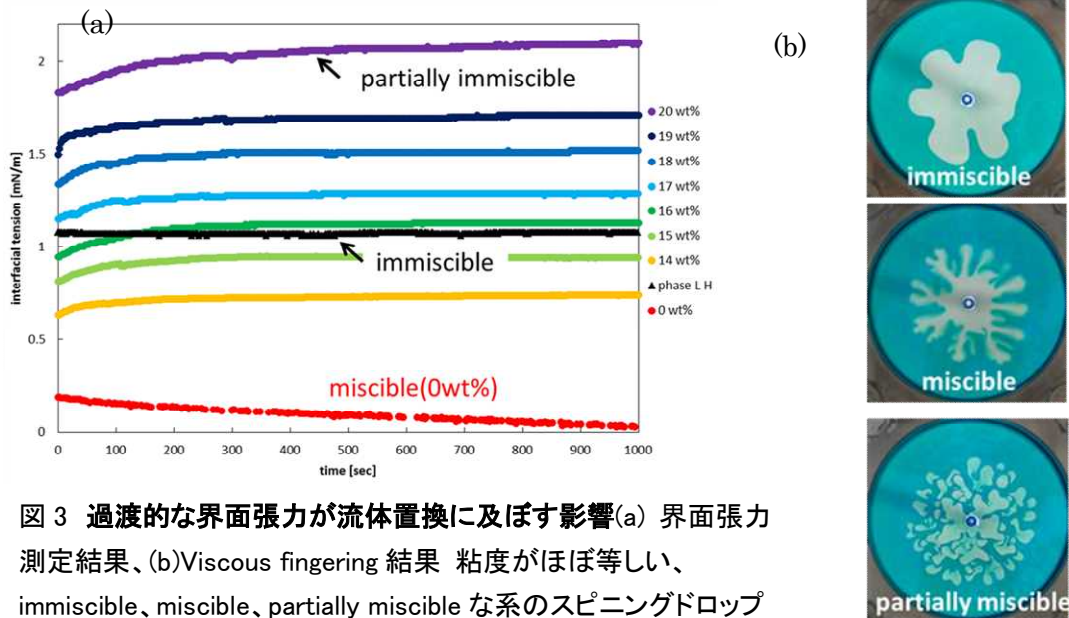 (a)
2
1.5
1
0.5
0
interfacial tension [mN/m]
partially immiscible
immiscible
miscible(0wt%)
0 100 200 300 400 500 600 700 800 900 1000
time [sec]
20 wt%
19 wt%
18 wt%
17 wt%
16 wt%
15 wt%
14 wt%
phase L H
0 wt%
(b)
immiscible
miscible
partially miscible
図 3 過渡的な界面張力が流体置換に及ぼす影響(a) 界面張力
測定結果、(b)Viscous fingering 結果 粘度がほぼ等しい、
immiscible、miscible、partially miscible な系のスピニングドロップ